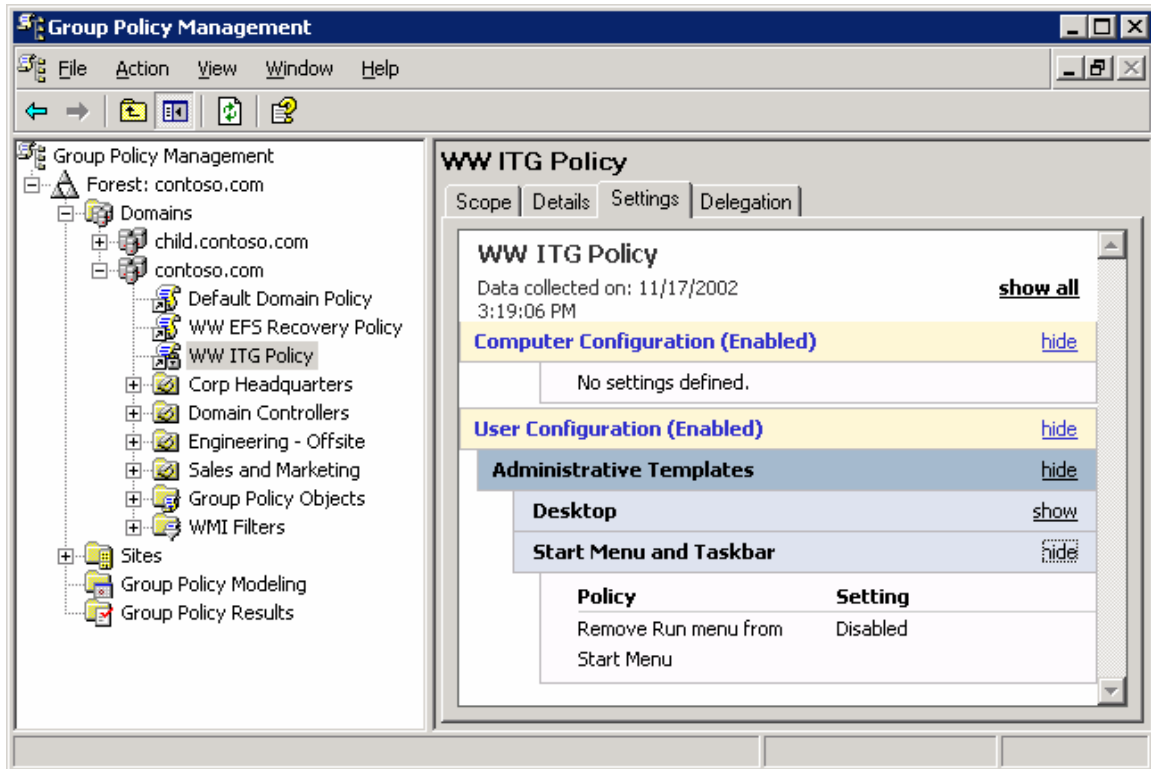 Group Policy Management
File Action View Window Help
Group Policy Management
Forest: contoso.com
Domains
child.contoso.com
contoso.com
Default Domain Policy
WW EFS Recovery Policy
WW ITG Policy
Corp Headquarters
Domain Controllers
Engineering - Offsite
Sales and Marketing
Group Policy Objects
WMI Filters
Sites
Group Policy Modeling
Group Policy Results
WW ITG Policy
Scope Details Settings Delegation
WW ITG Policy
Data collected on: 11/17/2002 show all
3:19:06 PM
Computer Configuration (Enabled) hide
No settings defined.
User Configuration (Enabled) hide
Administrative Templates hide
Desktop show
Start Menu and Taskbar hide
Policy Setting
Remove Run menu from Disabled
Start Menu